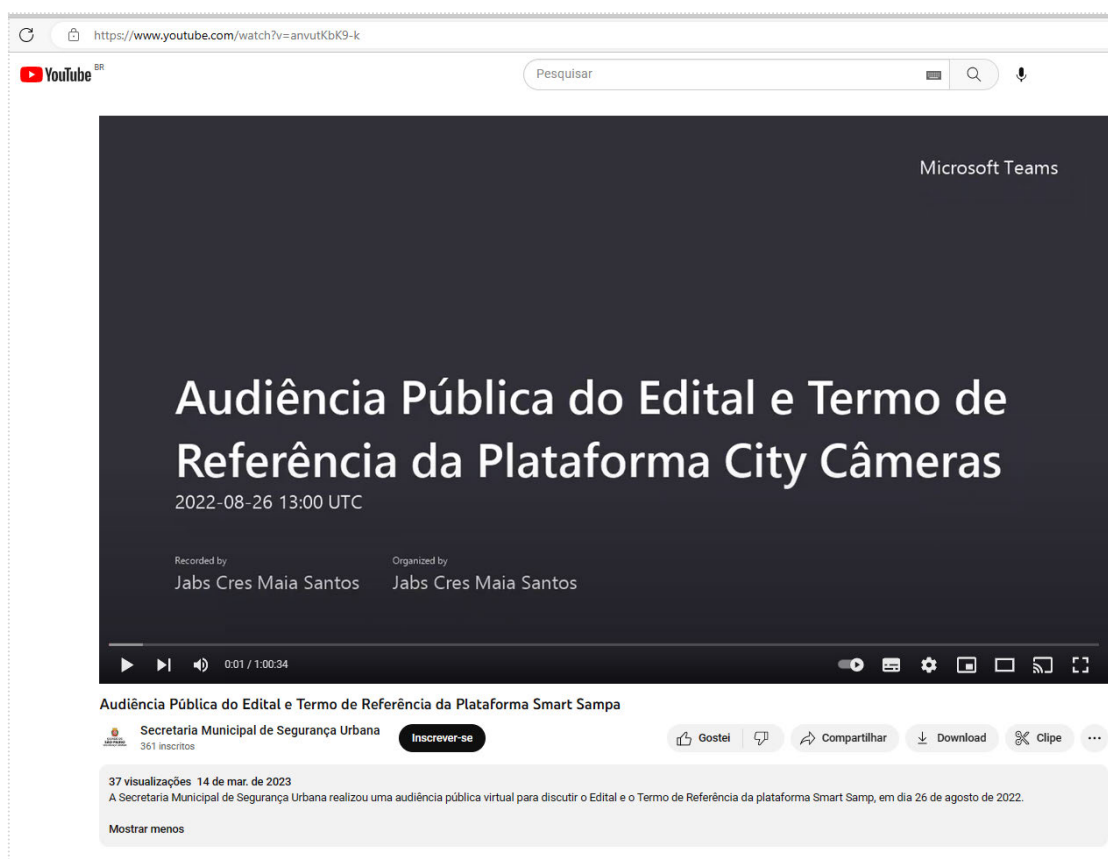 https://www.youtube.com/watch?v=anvutKbK9-k
YouTube BR
Pesquisar
Microsoft Teams
Audiência Pública do Edital e Termo de
Referência da Plataforma City Câmeras
2022-08-26 13:00 UTC
Recorded by Organized by
Jabs Cres Maia Santos Jabs Cres Maia Santos
0:01 / 1:00:34
Audiência Pública do Edital e Termo de Referência da Plataforma Smart Sampa
Secretaria Municipal de Segurança Urbana
361 inscritos
Inscrever-se
Gostei
Compartilhar
Download
Clipe
37 visualizações 14 de mar. de 2023
A Secretaria Municipal de Segurança Urbana realizou uma audiência pública virtual para discutir o Edital e o Termo de Referência da plataforma Smart Samp, em dia 26 de agosto de 2022.
Mostrar menos